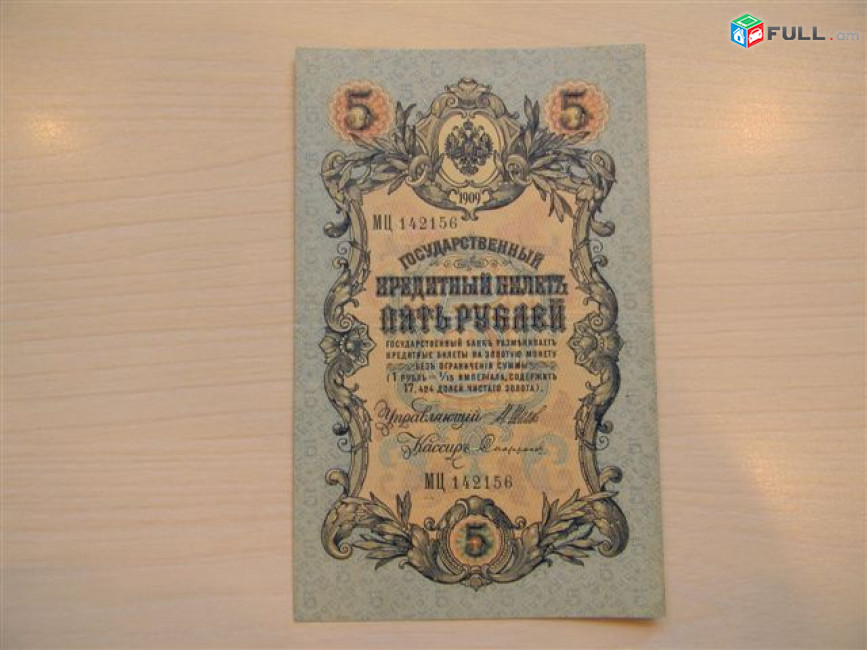 FULL.am
5 5
1909
МЦ 142156
ГОСУДАРСТВЕННЫЙ
КРЕДИТНЫЙ БИЛЕТЪ
ПЯТЬ РУБЛЕЙ
ГОСУДАРСТВЕННЫЙ БАНКЪ РАЗМѢНИВАЕТЪ
КРЕДИТНЫЕ БИЛЕТЫ НА ЗОЛОТУЮ МОНЕТУ
БЕЗЪ ОГРАНИЧЕНІЯ СУММЫ
(1 РУБЛЬ = 1/15 ИМПЕРІАЛА, СОДЕРЖИТЪ
17,424 ДОЛЕЙ ЧИСТАГО ЗОЛОТА).
Управляющій
Кассиръ
МЦ 142156
5